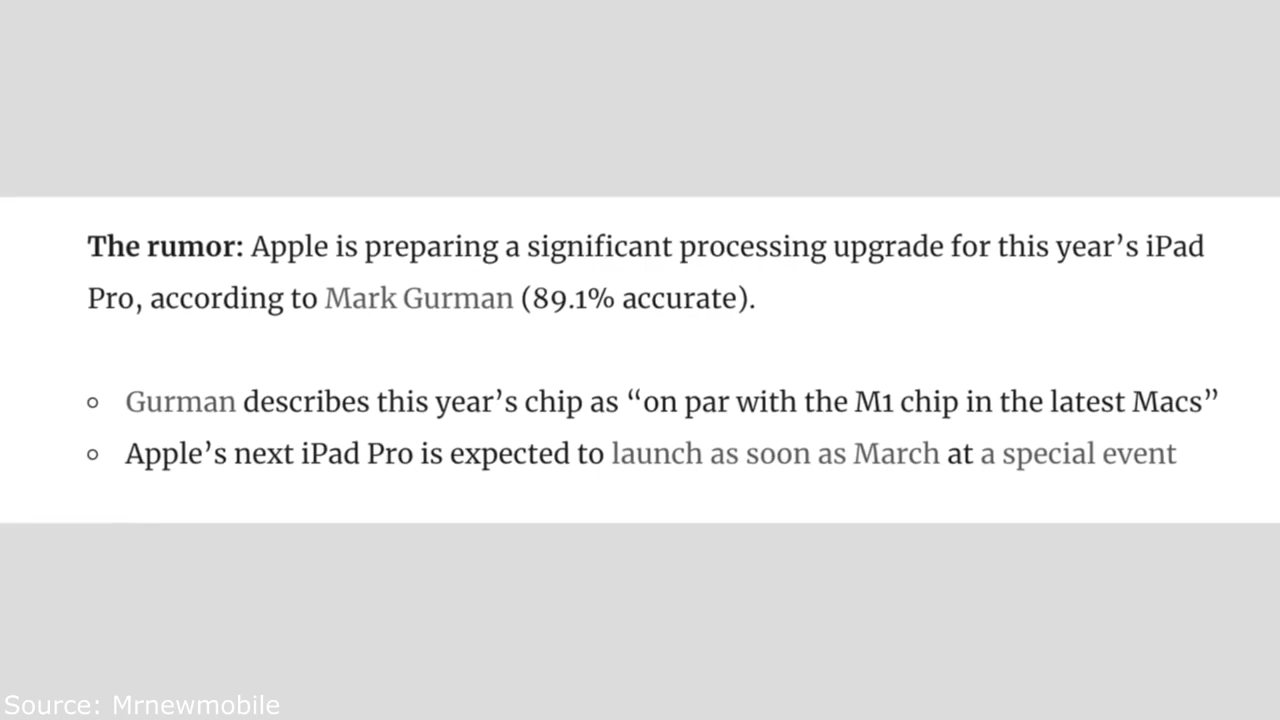 The rumor: Apple is preparing a significant processing upgrade for this year’s iPad
Pro, according to Mark Gurman (89.1% accurate).
Gurman describes this year’s chip as “on par with the M1 chip in the latest Macs”
Apple’s next iPad Pro is expected to launch as soon as March at a special event
Source: Mrnewmobile